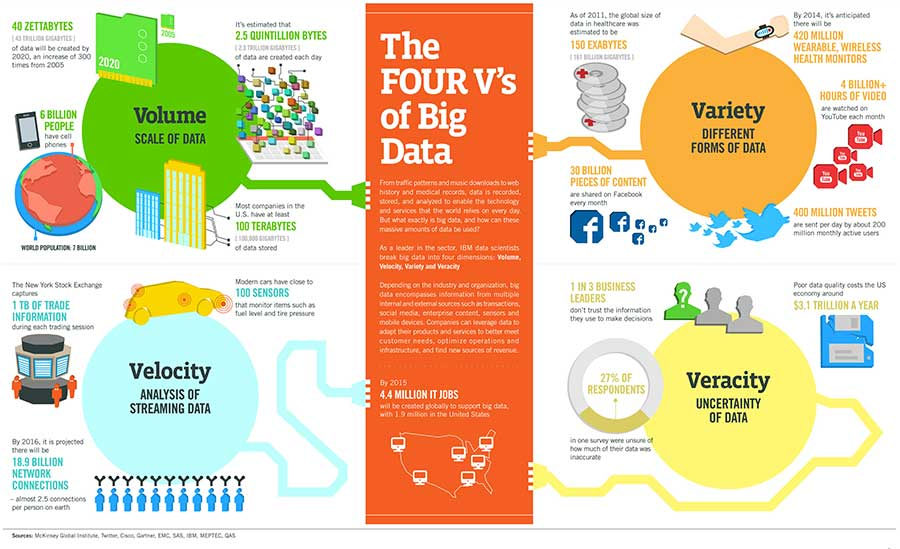 40 ZETTABYTES
[ 43 TRILLION GIGABYTES ]
of data will be created by
2020, an increase of 300
times from 2005
2005
2020
It's estimated that
2.5 QUINTILLION BYTES
[ 2.3 TRILLION GIGABYTES ]
of data are created each day
6 BILLION
PEOPLE
have cell
phones
WORLD POPULATION: 7 BILLION
Volume
SCALE OF DATA
Most companies in the
U.S. have at least
100 TERABYTES
[ 100,000 GIGABYTES ]
of data stored
The New York Stock Exchange
captures
1 TB OF TRADE
INFORMATION
during each trading session
Modern cars have close to
100 SENSORS
that monitor items such as
fuel level and tire pressure
Velocity
ANALYSIS OF
STREAMING DATA
By 2016, it is projected
there will be
18.9 BILLION
NETWORK
CONNECTIONS
– almost 2.5 connections
per person on earth
The
FOUR V's
of Big
Data
From traffic patterns and music downloads to web
history and medical records, data is recorded,
stored, and analyzed to enable the technology
and services that the world relies on every day.
But what exactly is big data, and how can these
massive amounts of data be used?
As a leader in the sector, IBM data scientists
break big data into four dimensions: Volume,
Velocity, Variety and Veracity
Depending on the industry and organization, big
data encompasses information from multiple
internal and external sources such as transactions,
social media, enterprise content, sensors and
mobile devices. Companies can leverage data to
adapt their products and services to better meet
customer needs, optimize operations and
infrastructure, and find new sources of revenue.
By 2015
4.4 MILLION IT JOBS
will be created globally to support big data,
with 1.9 million in the United States
As of 2011, the global size of
data in healthcare was
estimated to be
150 EXABYTES
[ 161 BILLION GIGABYTES ]
By 2014, it's anticipated
there will be
420 MILLION
WEARABLE, WIRELESS
HEALTH MONITORS
4 BILLION+
HOURS OF VIDEO
are watched on
YouTube each month
You
Tube
You
Tube
You
Tube
You
Tube
Variety
DIFFERENT
FORMS OF DATA
30 BILLION
PIECES OF CONTENT
are shared on Facebook
every month
400 MILLION TWEETS
are sent per day by about 200
million monthly active users
1 IN 3 BUSINESS
LEADERS
don't trust the information
they use to make decisions
?
Poor data quality costs the US
economy around
$3.1 TRILLION A YEAR
27% OF
RESPONDENTS
in one survey were unsure of
how much of their data was
inaccurate
Veracity
UNCERTAINTY
OF DATA
Sources: McKinsey Global Institute, Twitter, Cisco, Gartner, EMC, SAS, IBM, MEPTEC, QAS